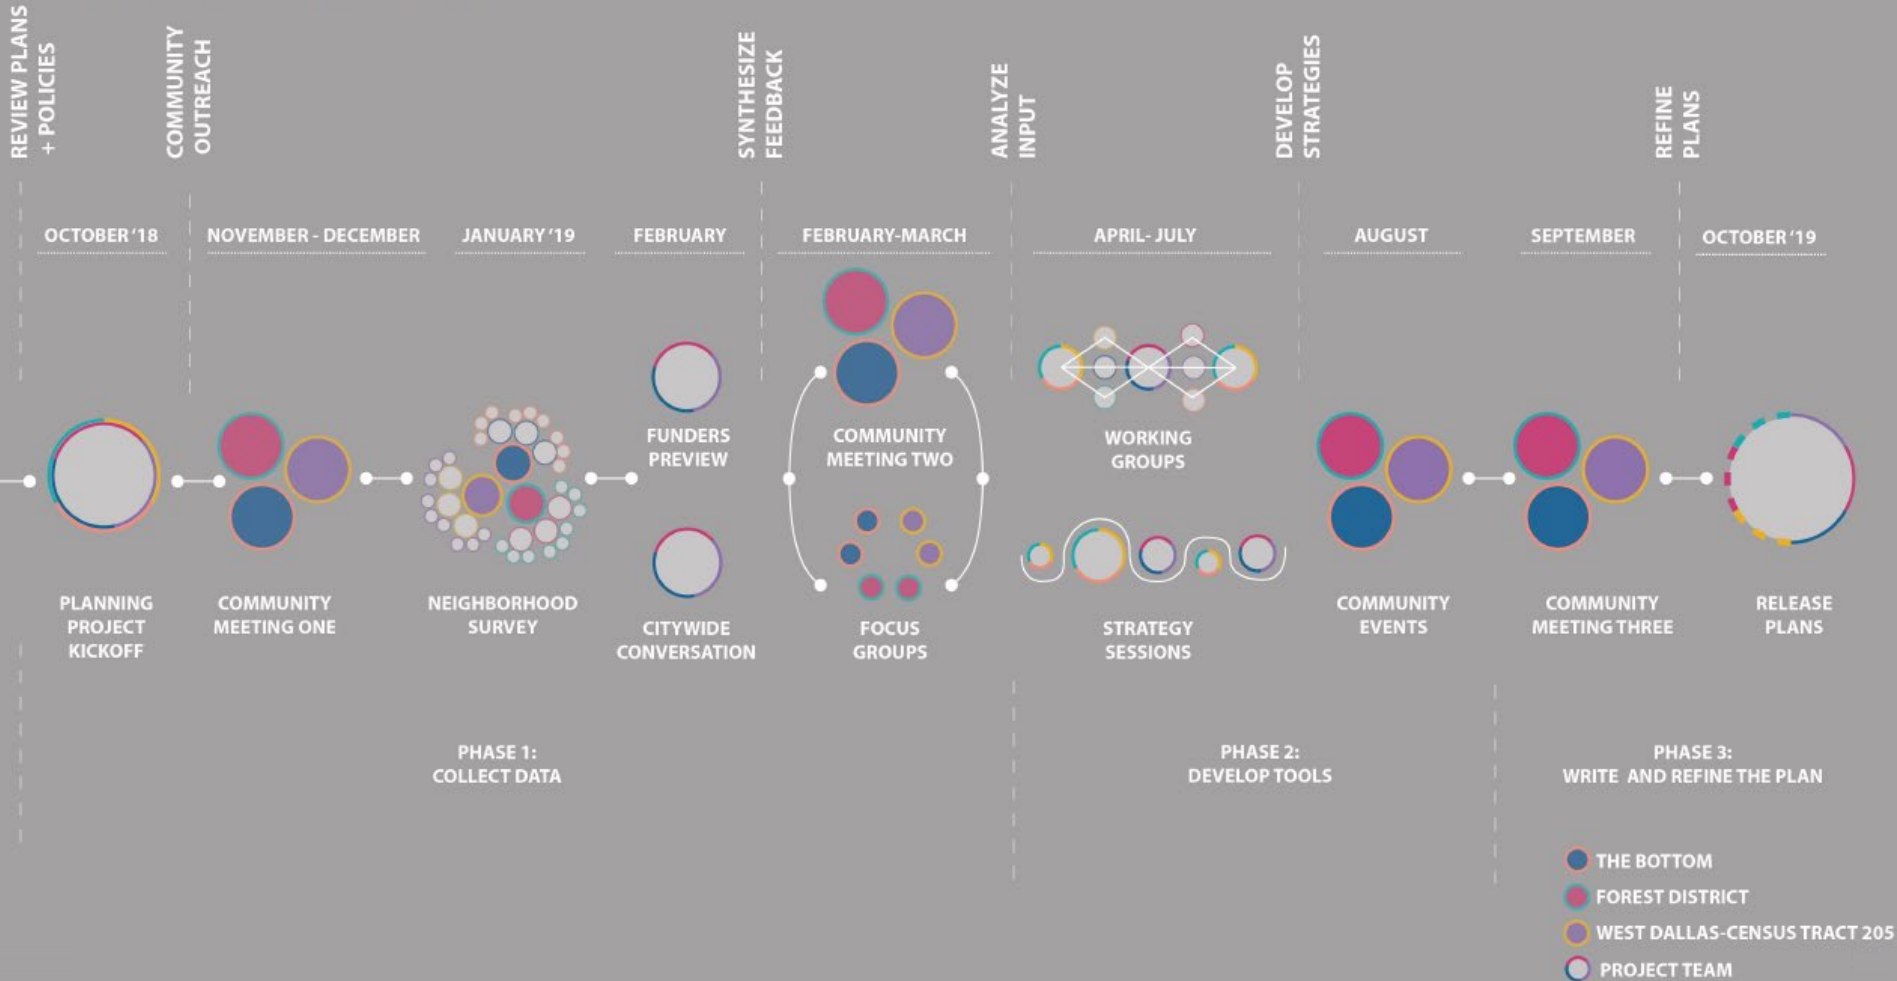 REVIEW PLANS
+ POLICIES
COMMUNITY
OUTREACH
SYNTHESIZE
FEEDBACK
ANALYZE
INPUT
DEVELOP
STRATEGIES
REFINE
PLANS
OCTOBER '18
NOVEMBER - DECEMBER
JANUARY '19
FEBRUARY
FEBRUARY-MARCH
APRIL- JULY
AUGUST
SEPTEMBER
OCTOBER '19
PLANNING
PROJECT
KICKOFF
COMMUNITY
MEETING ONE
NEIGHBORHOOD
SURVEY
FUNDERS
PREVIEW
CITYWIDE
CONVERSATION
COMMUNITY
MEETING TWO
FOCUS
GROUPS
WORKING
GROUPS
STRATEGY
SESSIONS
COMMUNITY
EVENTS
COMMUNITY
MEETING THREE
RELEASE
PLANS
PHASE 1:
COLLECT DATA
PHASE 2:
DEVELOP TOOLS
PHASE 3:
WRITE AND REFINE THE PLAN
THE BOTTOM
FOREST DISTRICT
WEST DALLAS-CENSUS TRACT 205
PROJECT TEAM